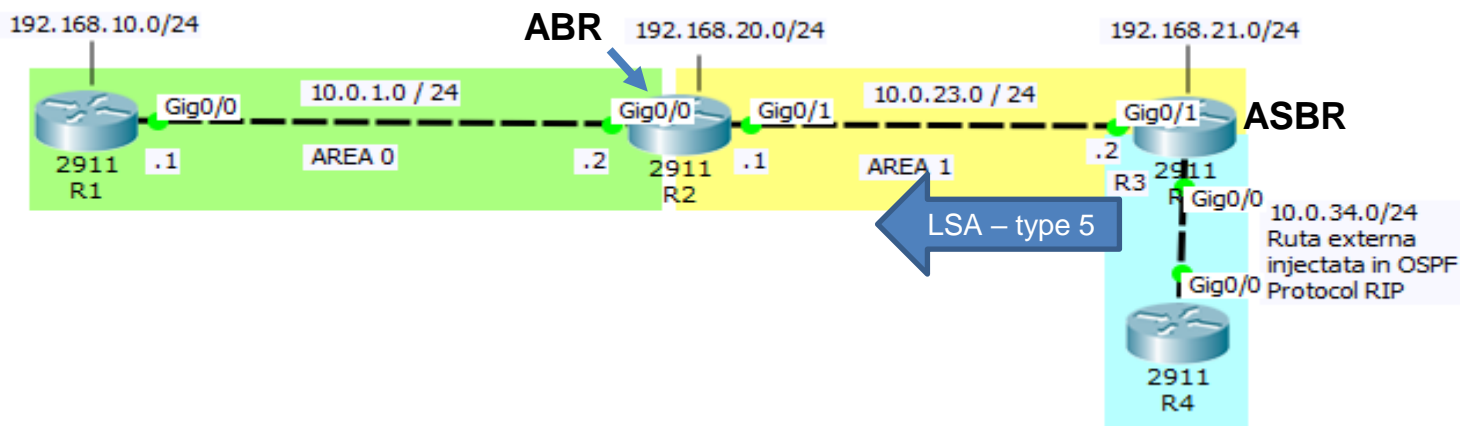 192.168.10.0/24
ABR
192.168.20.0/24
192.168.21.0/24
Gig0/0
10.0.1.0 / 24
Gig0/0
Gig0/1
10.0.23.0 / 24
Gig0/1
ASBR
2911
R1
.1
AREA 0
.2
2911
R2
.1
AREA 1
.2
R3
2911
Gig0/0
LSA – type 5
10.0.34.0/24
Ruta externa
injectata in OSPF
Protocol RIP
Gig0/0
2911
R4